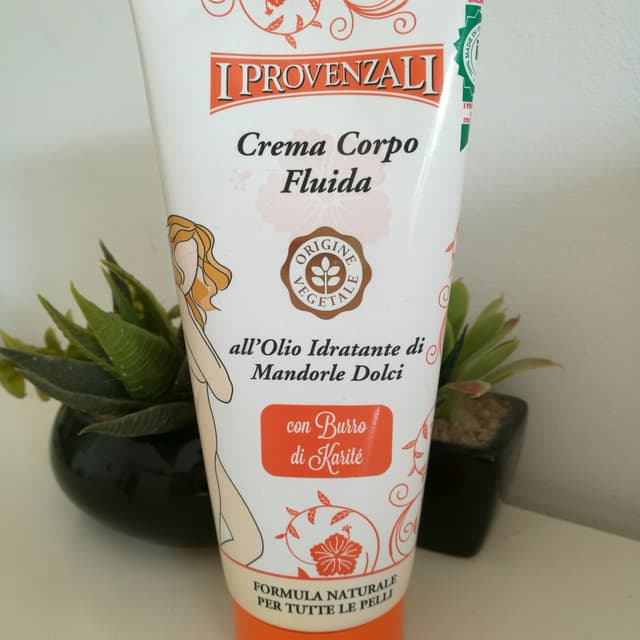 I PROVENZALI
Crema Corpo
Fluida
ORIGINE
VEGETALE
all'Olio Idratante di
Mandorle Dolci
con Burro
di Karité
FORMULA NATURALE
PER TUTTE LE PELLI